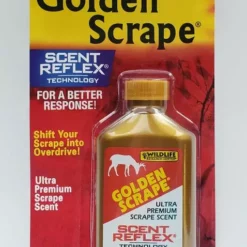 Golden
Scrape®
SCENT
REFLEX®
TECHNOLOGY
FOR A BETTER
RESPONSE!
Shift Your
Scrape into
Overdrive!
Ultra
Premium
Scrape
Scent
WILDLIFE
GOLDEN
SCRAPE®
ULTRA
PREMIUM
SCRAPE SCENT
SCENT
REFLEX®
TECHNOLOGY